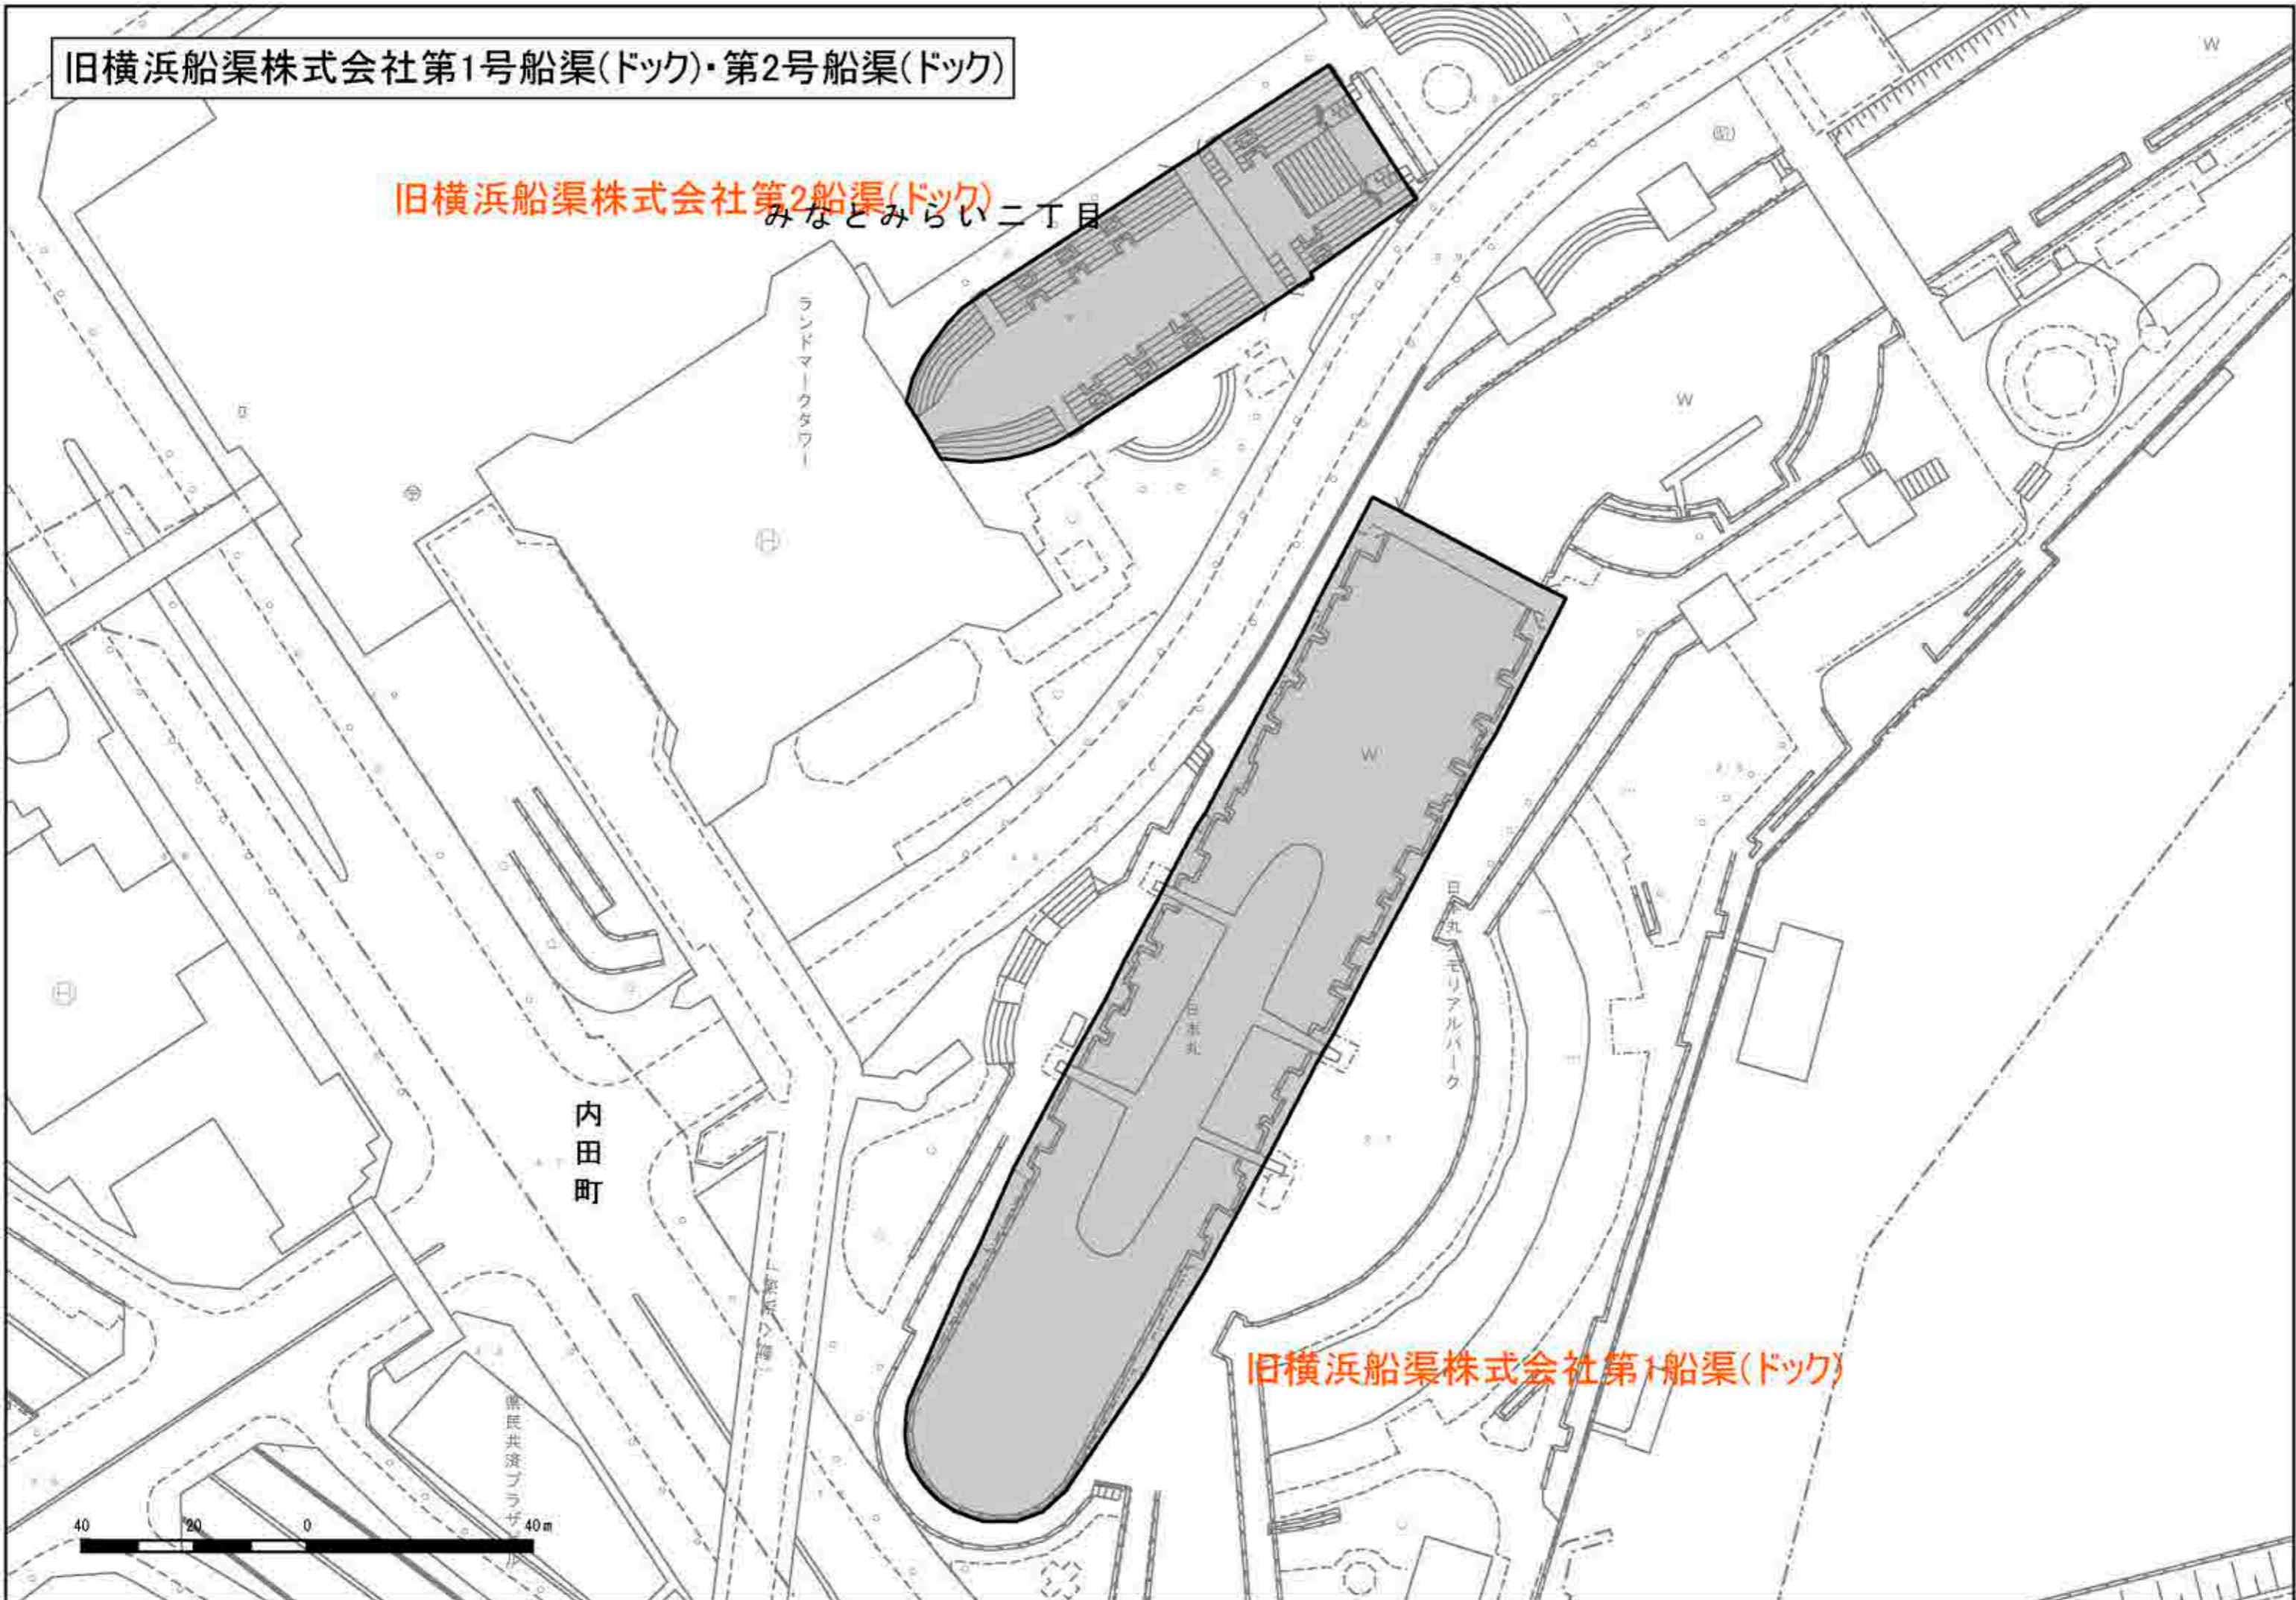 旧横浜船渠株式会社第1号船渠(ドック)・第2号船渠(ドック)
W
旧横浜船渠株式会社第2船渠(ドック)
みなとみらい二丁目
ランドマークタワー
W
W
日本丸メモリアルパーク
日本丸
内田町
旧横浜船渠株式会社第1船渠(ドック)
県民共済プラザビル
40 20 0 40m